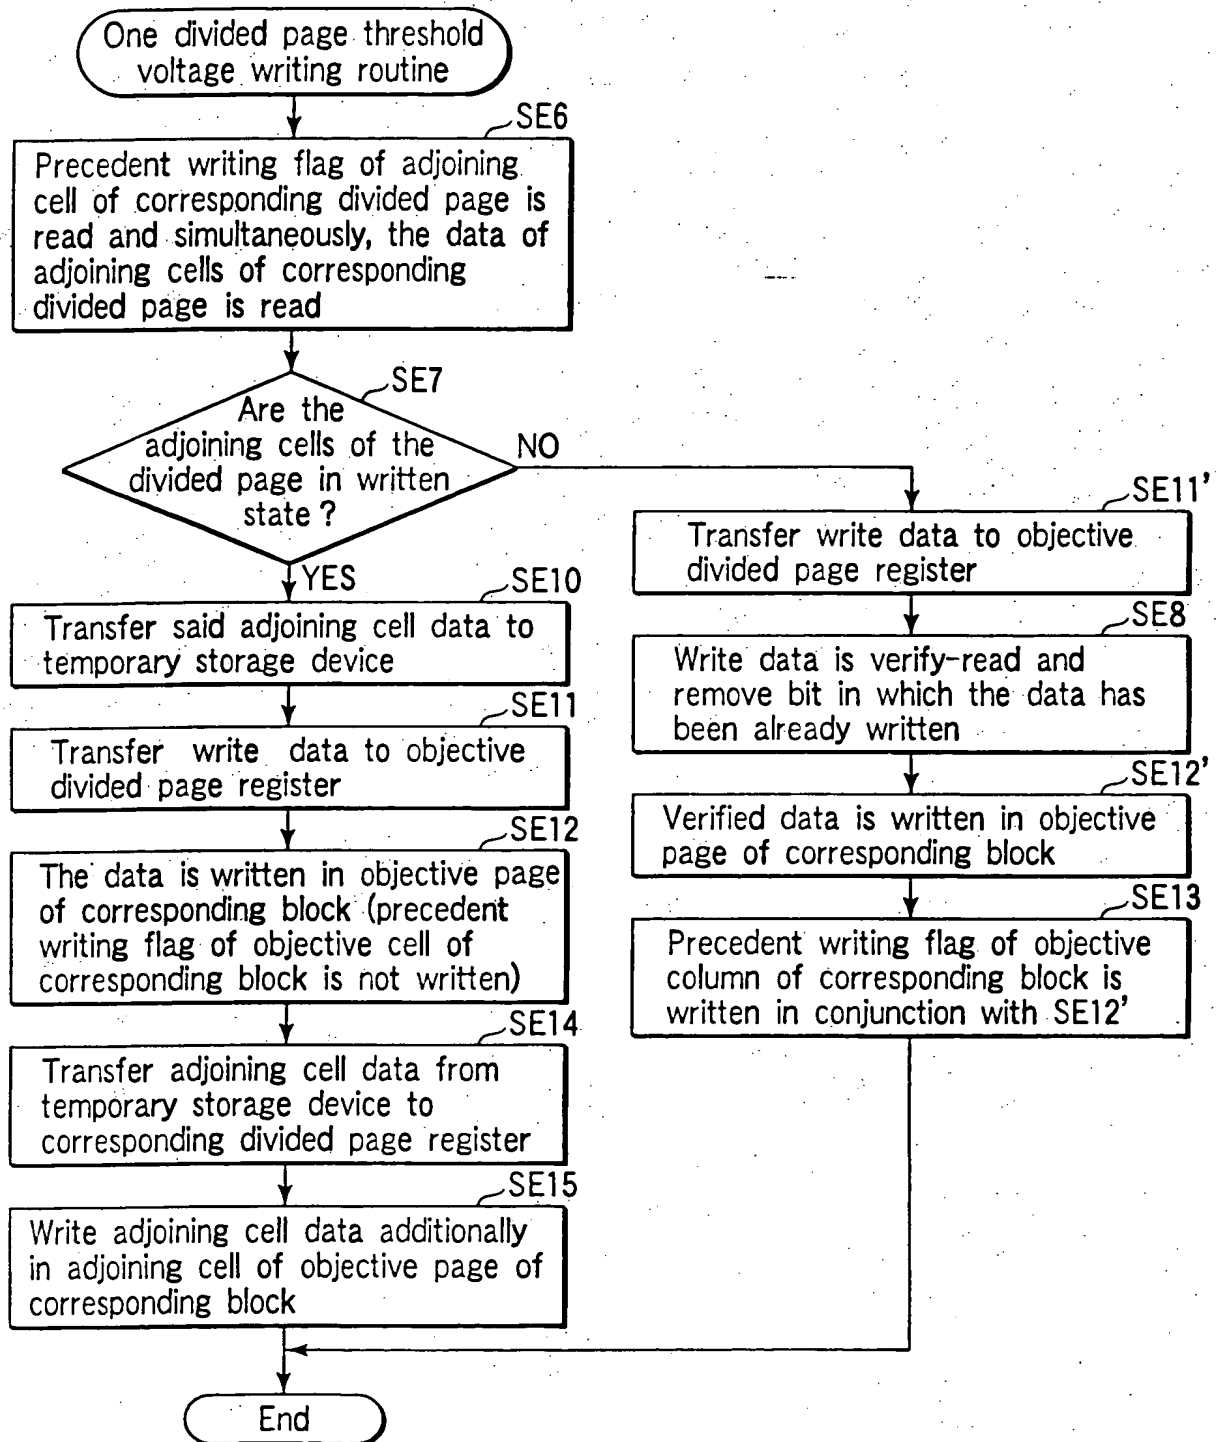 One divided page threshold
voltage writing routine
SE6
Precedent writing flag of adjoining
cell of corresponding divided page is
read and simultaneously, the data of
adjoining cells of corresponding
divided page is read
SE7
Are the
adjoining cells of the
divided page in written
state ?
NO
YES
SE10
Transfer said adjoining cell data to
temporary storage device
SE11
Transfer write data to objective
divided page register
SE12
The data is written in objective page
of corresponding block (precedent
writing flag of objective cell of
corresponding block is not written)
SE14
Transfer adjoining cell data from
temporary storage device to
corresponding divided page register
SE15
Write adjoining cell data additionally
in adjoining cell of objective page of
corresponding block
SE11'
Transfer write data to objective
divided page register
SE8
Write data is verify-read and
remove bit in which the data has
been already written
SE12'
Verified data is written in objective
page of corresponding block
SE13
Precedent writing flag of objective
column of corresponding block is
written in conjunction with SE12'
End